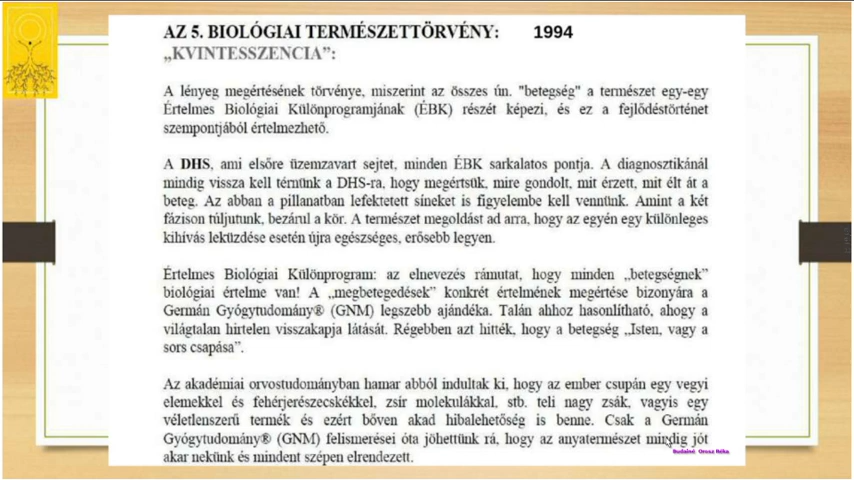 AZ 5. BIOLÓGIAI TERMÉSZETTÖRVÉNY: 1994
„KVINTESSZENCIA”:
A lényeg megértésének törvénye, miszerint az összes ún. "betegség" a természet egy-egy
Értelmes Biológiai Különprogramjának (ÉBK) részét képezi, és ez a fejlődéstörténet
szempontjából értelmezhető.
A DHS, ami elsőre üzemzavart sejtet, minden ÉBK sarkalatos pontja. A diagnosztikánál
mindig vissza kell térnünk a DHS-ra, hogy megértsük, mire gondolt, mit érzett, mit élt át a
beteg. Az abban a pillanatban lefektetett síneket is figyelembe kell vennünk. Amint a két
fázison túljutunk, bezárul a kör. A természet megoldást ad arra, hogy az egyén egy különleges
kihívás leküzdése esetén újra egészséges, erősebb legyen.
Értelmes Biológiai Különprogram: az elnevezés rámutat, hogy minden „betegségnek”
biológiai értelme van! A „megbetegedések” konkrét értelmének megértése bizonyára a
Germán Gyógytudomány® (GNM) legszebb ajándéka. Talán ahhoz hasonlítható, ahogy a
világtalan hirtelen visszakapja látását. Régebben azt hitték, hogy a betegség „Isten, vagy a
sors csapása”.
Az akadémiai orvostudományban hamar abból indultak ki, hogy az ember csupán egy vegyi
elemekkel és fehérjerészecskékkel, zsír molekulákkal, stb. teli nagy zsák, vagyis egy
véletlenszerű termék és ezért bőven akad hibalehetőség is benne. Csak a Germán
Gyógytudomány® (GNM) felismerései óta jöhettünk rá, hogy az anyatermészet mindig jót
akar nekünk és mindent szépen elrendezett.
Budainé Orosz Réka